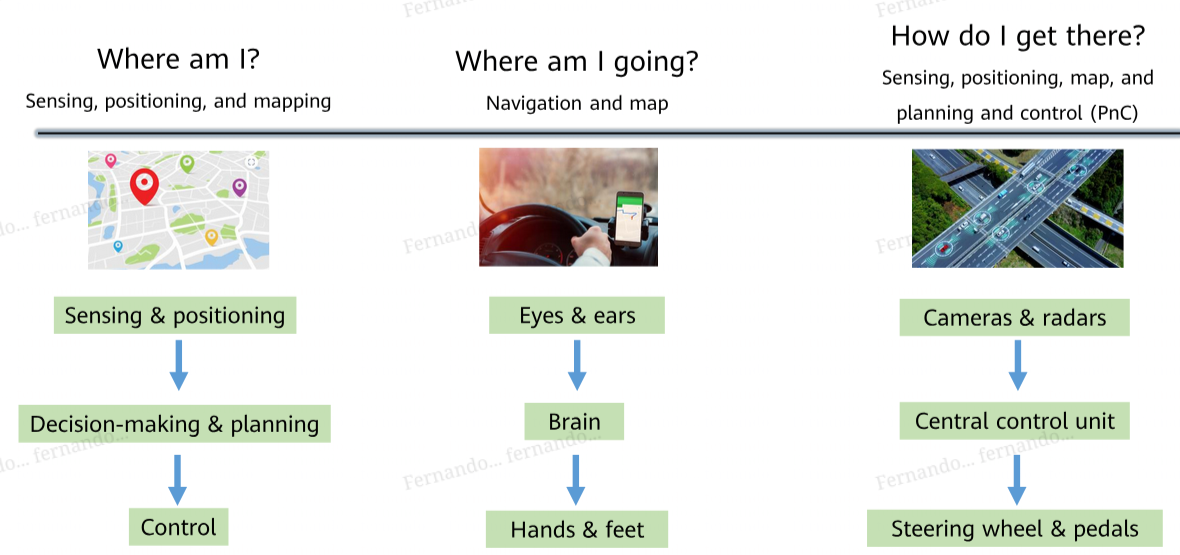 Where am I?
Sensing, positioning, and mapping
Where am I going?
Navigation and map
How do I get there?
Sensing, positioning, map, and
planning and control (PnC)
Sensing & positioning
Decision-making & planning
Control
Eyes & ears
Brain
Hands & feet
Cameras & radars
Central control unit
Steering wheel & pedals
Fernando... fernando...